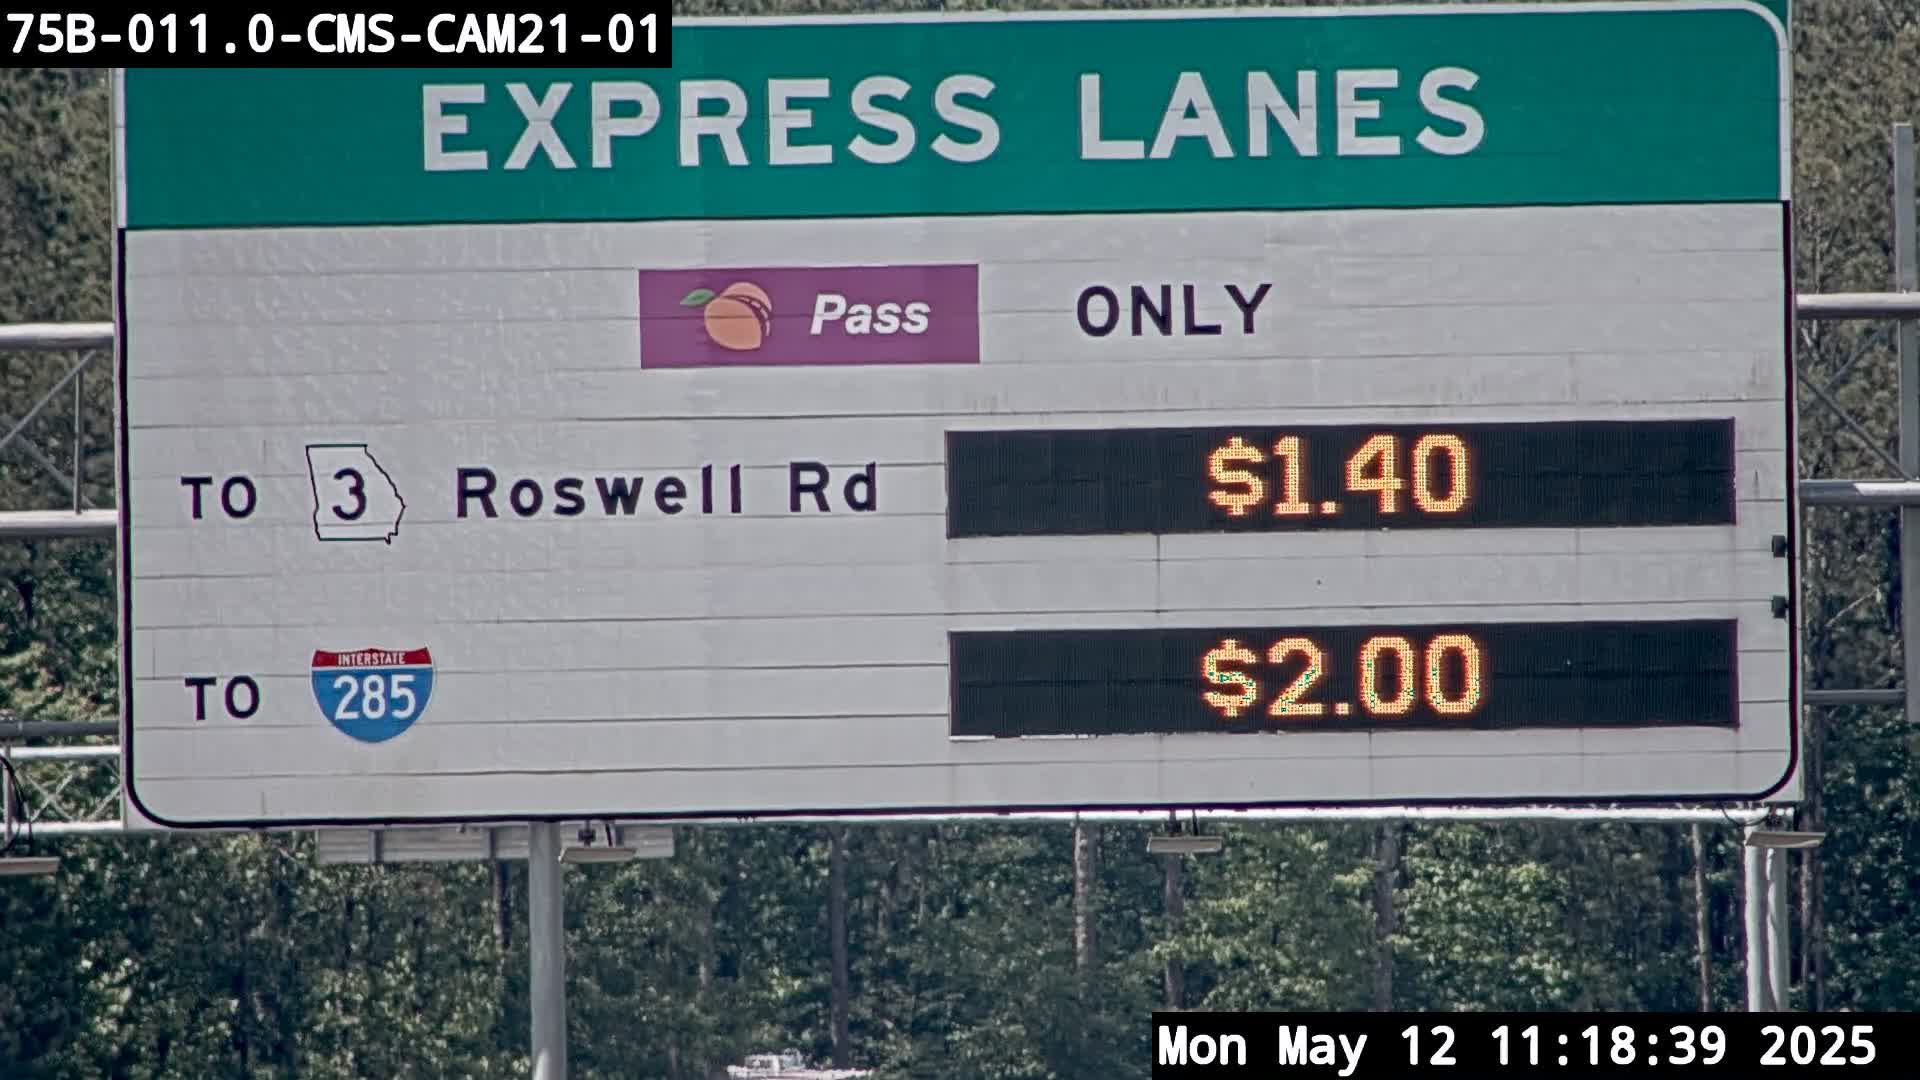 75B-011.0-CMS-CAM21-01
EXPRESS LANES
Pass ONLY
TO 3 Roswell Rd $1.40
INTERSTATE
TO 285 $2.00
Mon May 12 11:18:39 2025